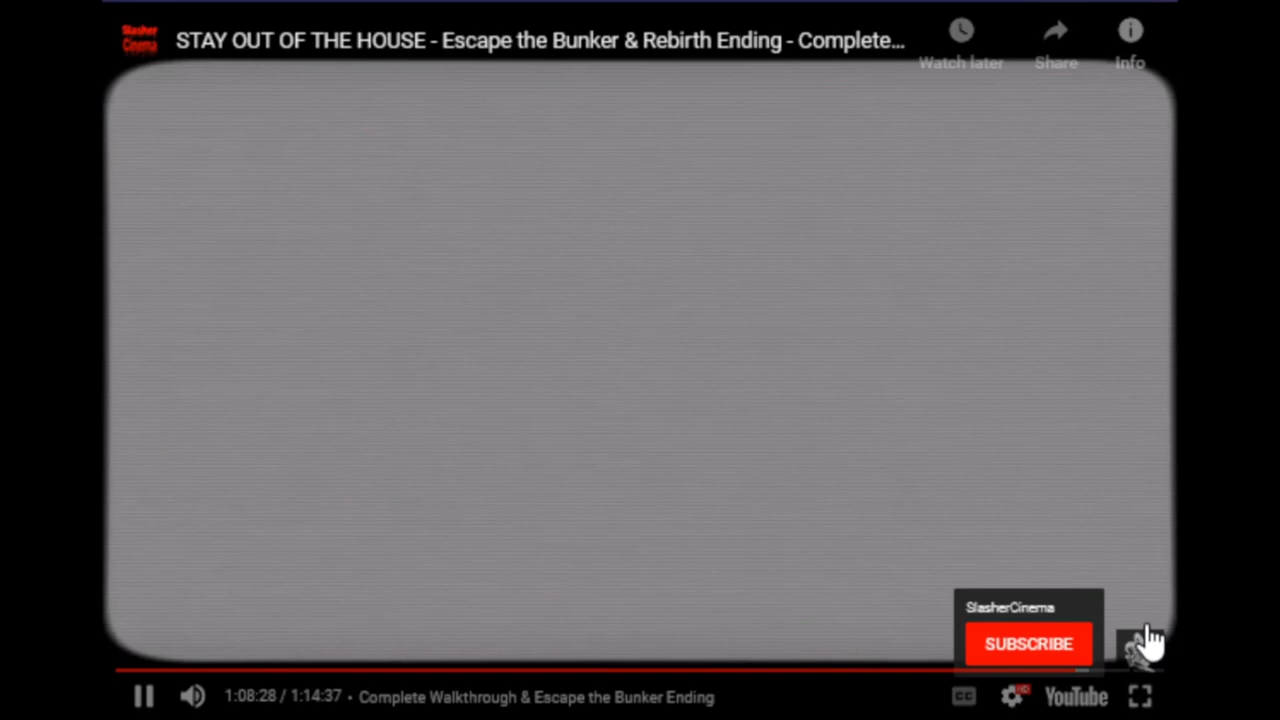 Slasher
Cinema
STAY OUT OF THE HOUSE - Escape the Bunker & Rebirth Ending - Complete...
Watch later
Share
Info
SlasherCinema
SUBSCRIBE
1:08:28 / 1:14:37 • Complete Walkthrough & Escape the Bunker Ending
CC
HD
YouTube